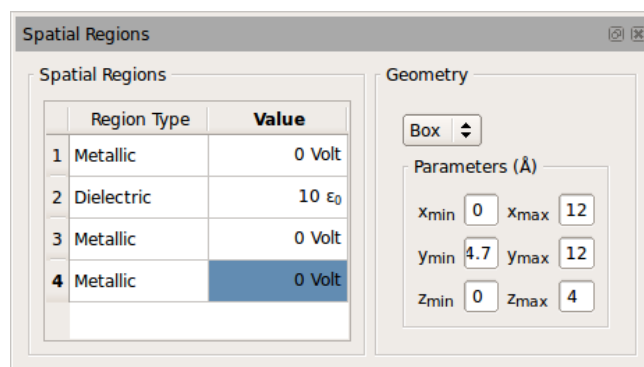 Spatial Regions
Spatial Regions
Region Type Value
1 Metallic 0 Volt
2 Dielectric 10 ε₀
3 Metallic 0 Volt
4 Metallic 0 Volt
Geometry
Box
Parameters (Å)
xmin 0 xmax 12
ymin 4.7 ymax 12
zmin 0 zmax 4